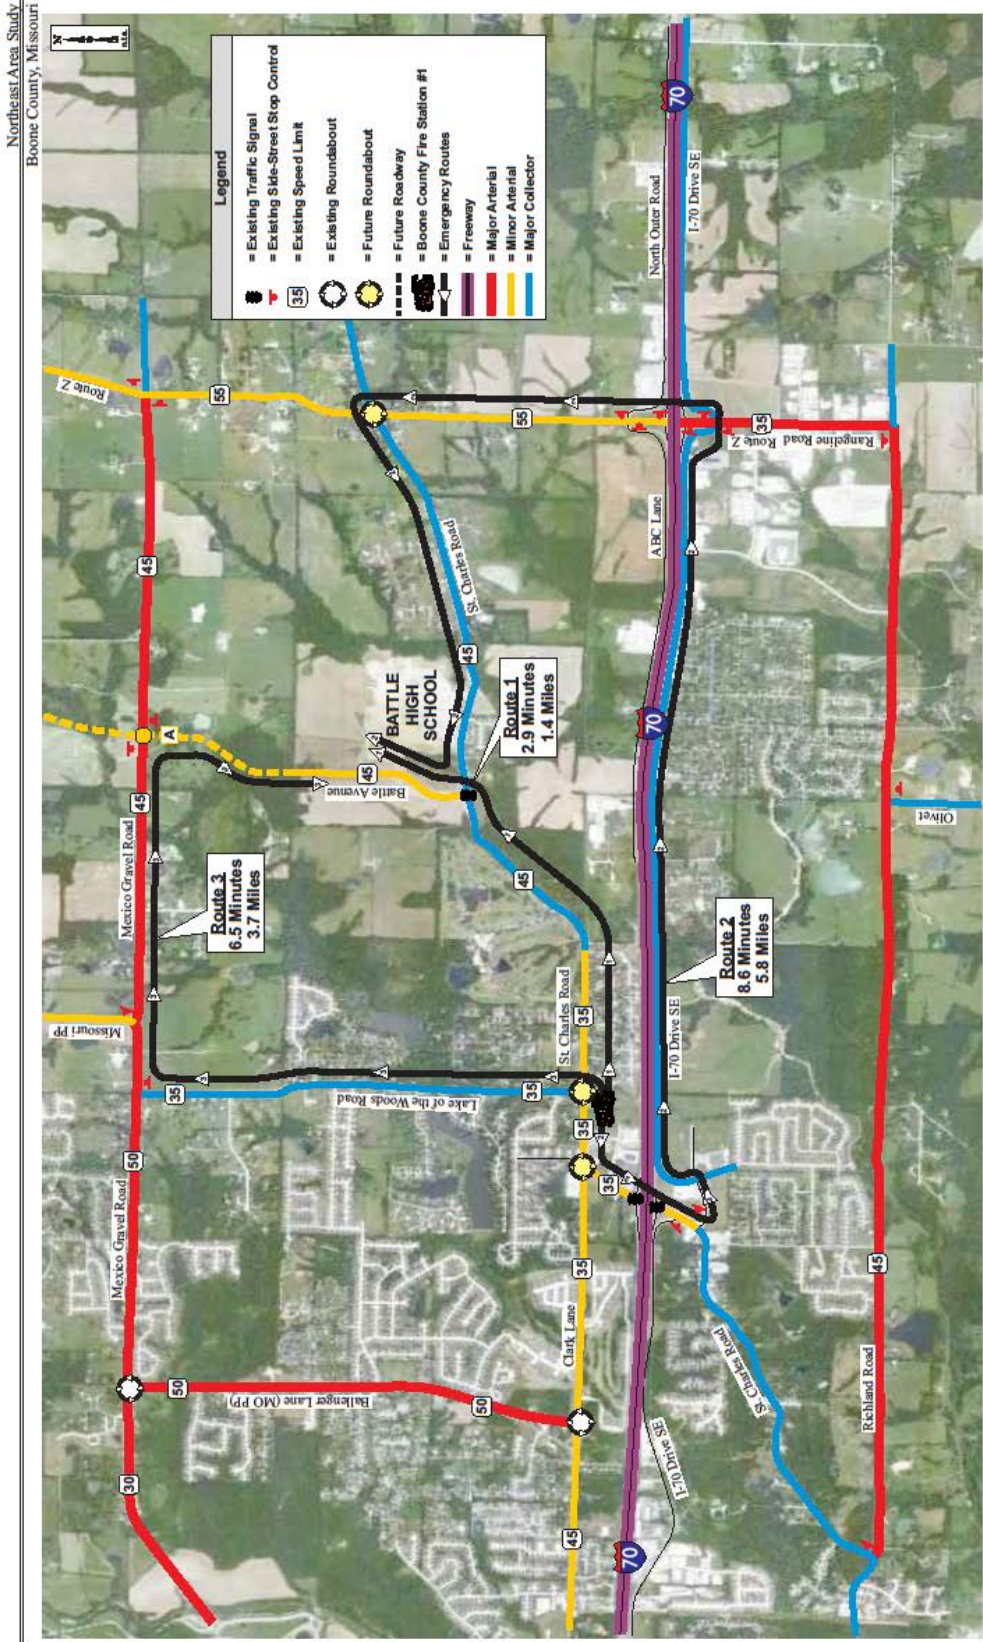 Northeast Area Study
Boone County, Missouri
N
n.t.s.
Legend
= Existing Traffic Signal
= Existing Side-Street Stop Control
35 = Existing Speed Limit
= Existing Roundabout
= Future Roundabout
= Future Roadway
= Boone County Fire Station #1
= Emergency Routes
= Freeway
= Major Arterial
= Minor Arterial
= Major Collector
30
50
Mexico Gravel Road
50
Mexico Gravel Road
45
45
Missouri PP
A
Route Z
55
Ballenger Lane (MO PP)
50
35
Lake of the Woods Road
35
Route 3
6.5 Minutes
3.7 Miles
Battle Avenue
45
BATTLE
HIGH
SCHOOL
45
St. Charles Road
55
Route 1
2.9 Minutes
1.4 Miles
45
45
Clark Lane
35
35
35
St. Charles Road
35
70
I-70 Drive SE
70
ABC Lane
North Outer Road
70
I-70 Drive SE
I-70 Drive SE
Route 2
8.6 Minutes
5.8 Miles
35
Rangeline Road Route Z
St. Charles Road
Richland Road
45
Olivet